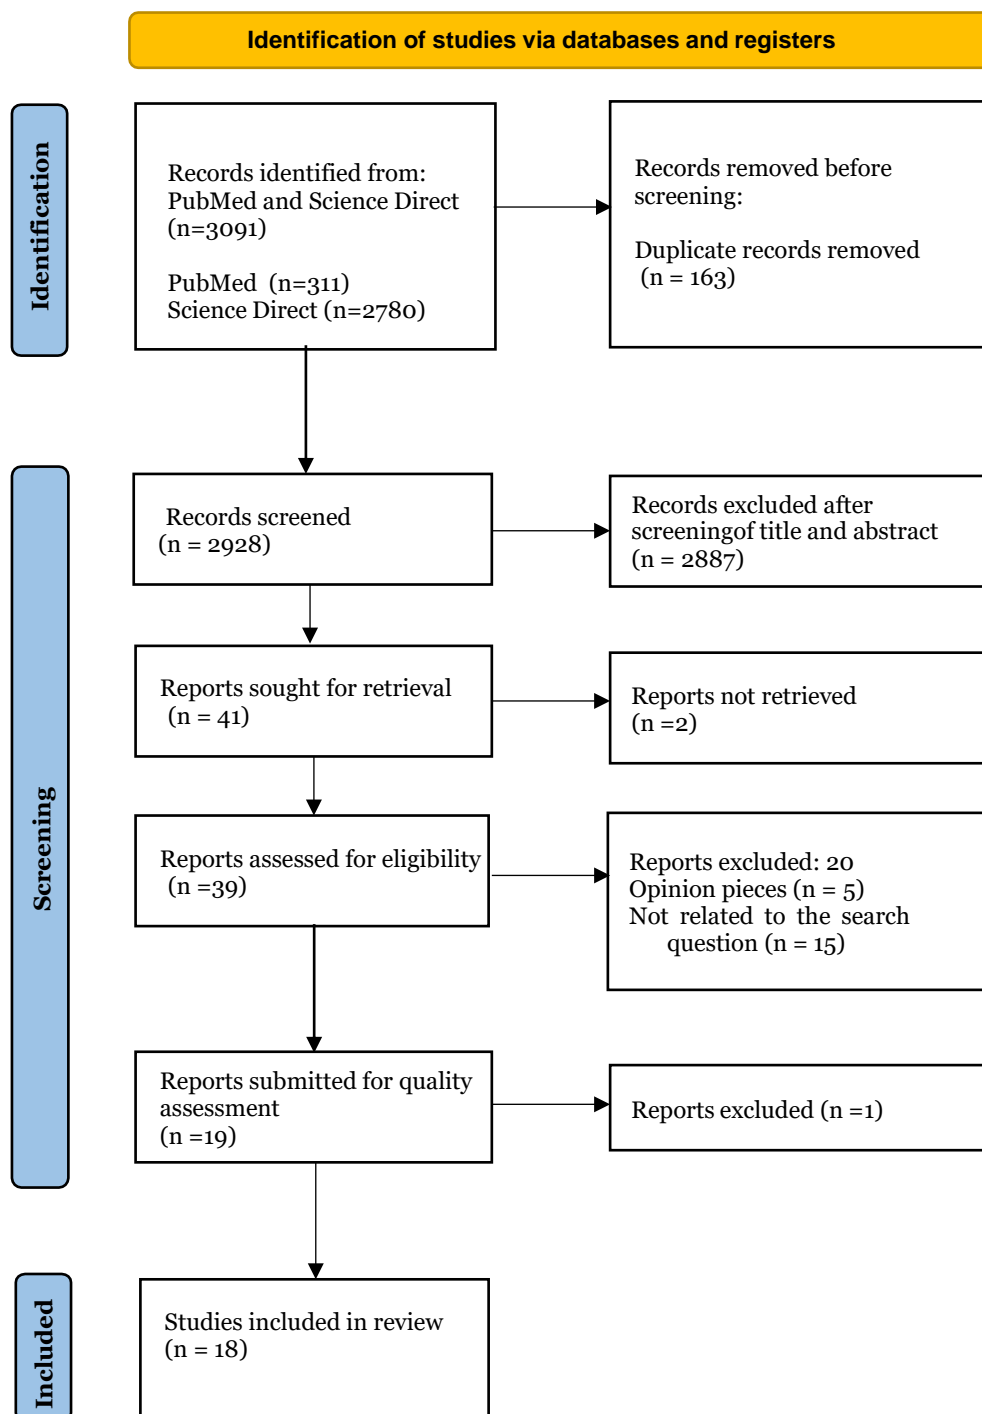 Identification of studies via databases and registers
Identification
Records identified from:
PubMed and Science Direct
(n=3091)
PubMed (n=311)
Science Direct (n=2780)
Records removed before
screening:
Duplicate records removed
(n = 163)
Screening
Records screened
(n = 2928)
Records excluded after
screeningof title and abstract
(n = 2887)
Reports sought for retrieval
(n = 41)
Reports not retrieved
(n =2)
Reports assessed for eligibility
(n =39)
Reports excluded: 20
Opinion pieces (n = 5)
Not related to the search
question (n = 15)
Reports submitted for quality
assessment
(n =19)
Reports excluded (n =1)
Included
Studies included in review
(n = 18)